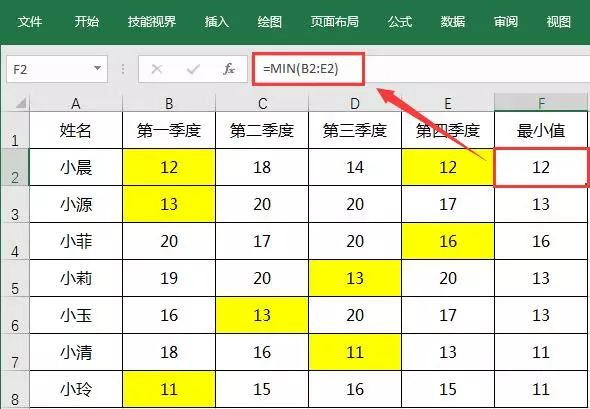 文件 开始 技能视界 插入 绘图 页面布局 公式 数据 审阅 视图
F2 fx =MIN(B2:E2)
A B C D E F
1 姓名 第一季度 第二季度 第三季度 第四季度 最小值
2 小晨 12 18 14 12 12
3 小源 13 20 20 17 13
4 小菲 20 17 20 16 16
5 小莉 19 20 13 20 13
6 小玉 16 13 20 17 13
7 小清 18 16 11 13 11
8 小玲 11 15 16 15 11